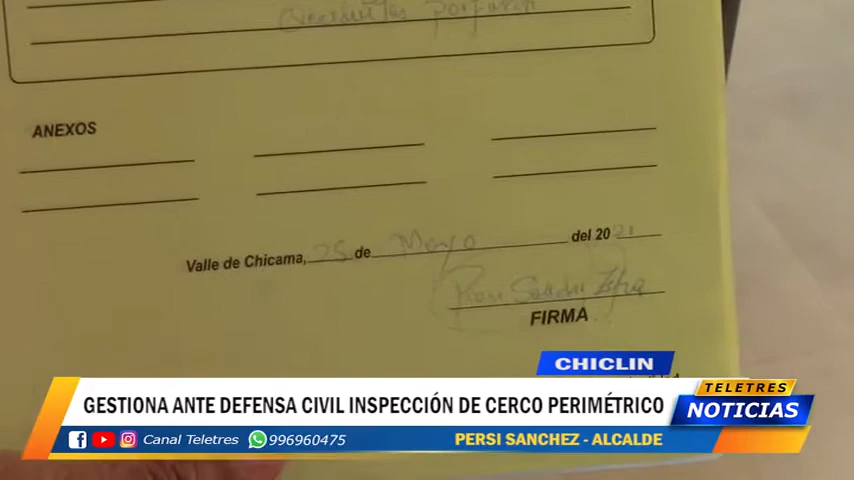 ANEXOS
Valle de Chicama, 25 de Mayo del 2021
FIRMA
CHICLIN
GESTIONA ANTE DEFENSA CIVIL INSPECCIÓN DE CERCO PERIMÉTRICO
TELETRES
NOTICIAS
Canal Teletres 996960475
PERSI SANCHEZ - ALCALDE